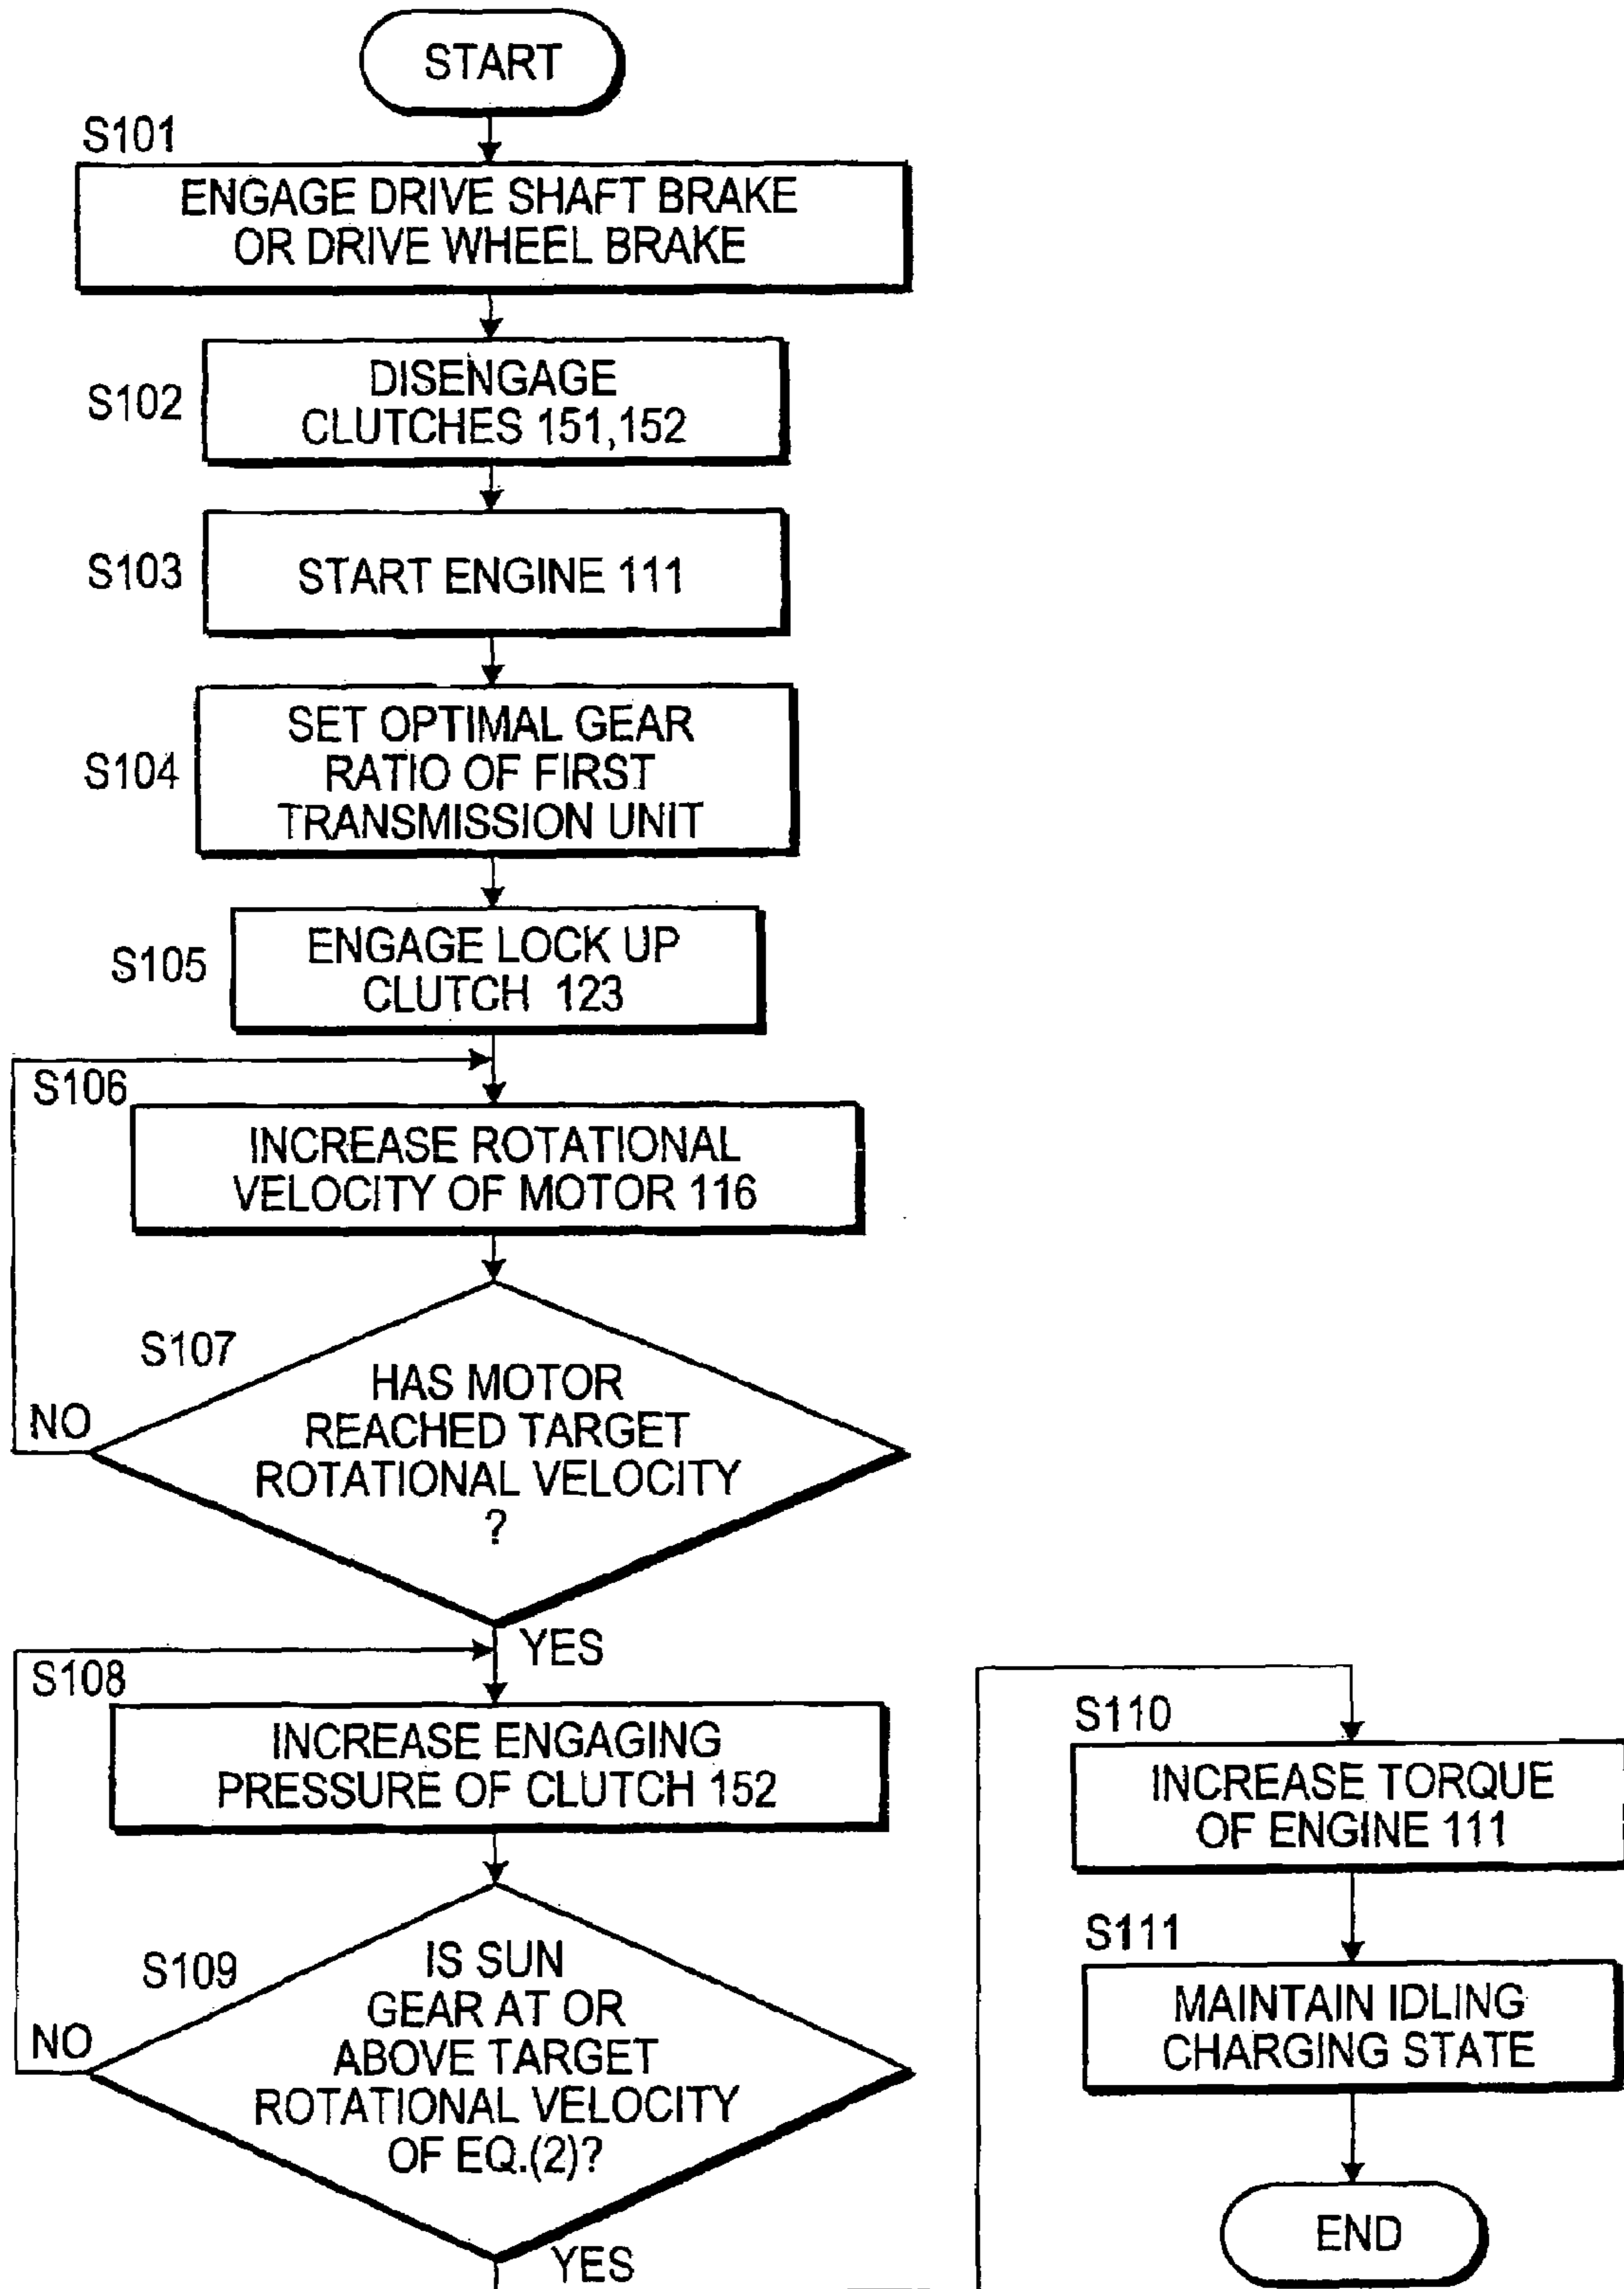 START
S101
ENGAGE DRIVE SHAFT BRAKE
OR DRIVE WHEEL BRAKE
S102
DISENGAGE
CLUTCHES 151,152
S103
START ENGINE 111
S104
SET OPTIMAL GEAR
RATIO OF FIRST
TRANSMISSION UNIT
S105
ENGAGE LOCK UP
CLUTCH 123
S106
INCREASE ROTATIONAL
VELOCITY OF MOTOR 116
S107
HAS MOTOR
REACHED TARGET
ROTATIONAL VELOCITY
?
NO
YES
S108
INCREASE ENGAGING
PRESSURE OF CLUTCH 152
S109
IS SUN
GEAR AT OR
ABOVE TARGET
ROTATIONAL VELOCITY
OF EQ.(2)?
NO
YES
S110
INCREASE TORQUE
OF ENGINE 111
S111
MAINTAIN IDLING
CHARGING STATE
END